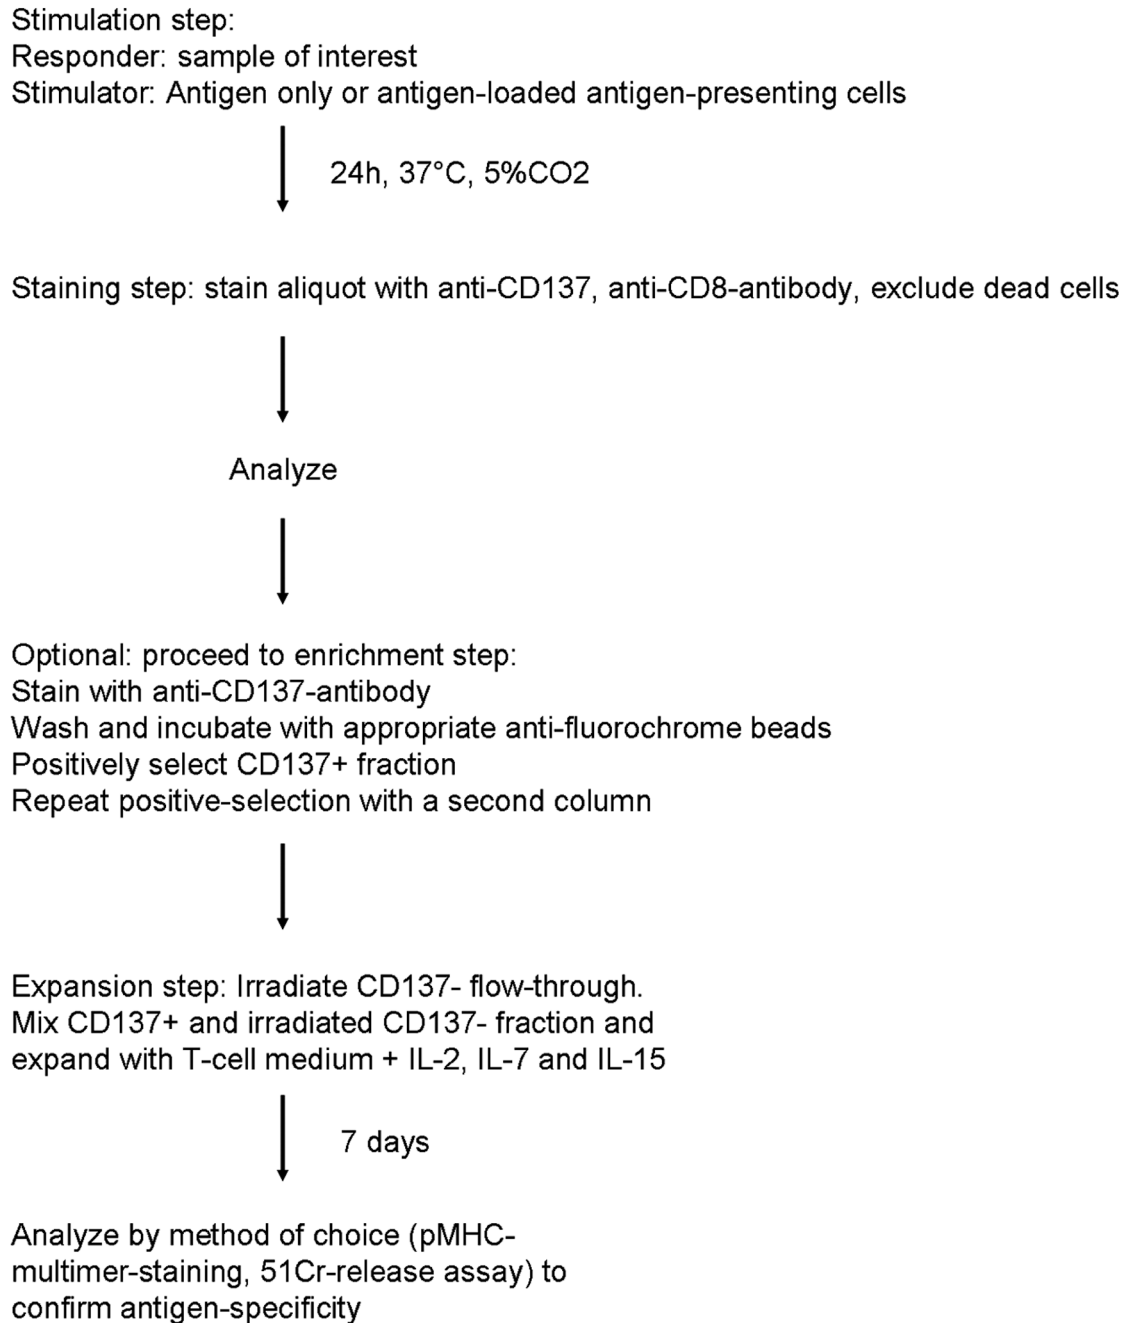 Stimulation step:
Responder: sample of interest
Stimulator: Antigen only or antigen-loaded antigen-presenting cells
24h, 37°C, 5%CO2
Staining step: stain aliquot with anti-CD137, anti-CD8-antibody, exclude dead cells
Analyze
Optional: proceed to enrichment step:
Stain with anti-CD137-antibody
Wash and incubate with appropriate anti-fluorochrome beads
Positively select CD137+ fraction
Repeat positive-selection with a second column
Expansion step: Irradiate CD137- flow-through.
Mix CD137+ and irradiated CD137- fraction and
expand with T-cell medium + IL-2, IL-7 and IL-15
7 days
Analyze by method of choice (pMHC-
multimer-staining, 51Cr-release assay) to
confirm antigen-specificity